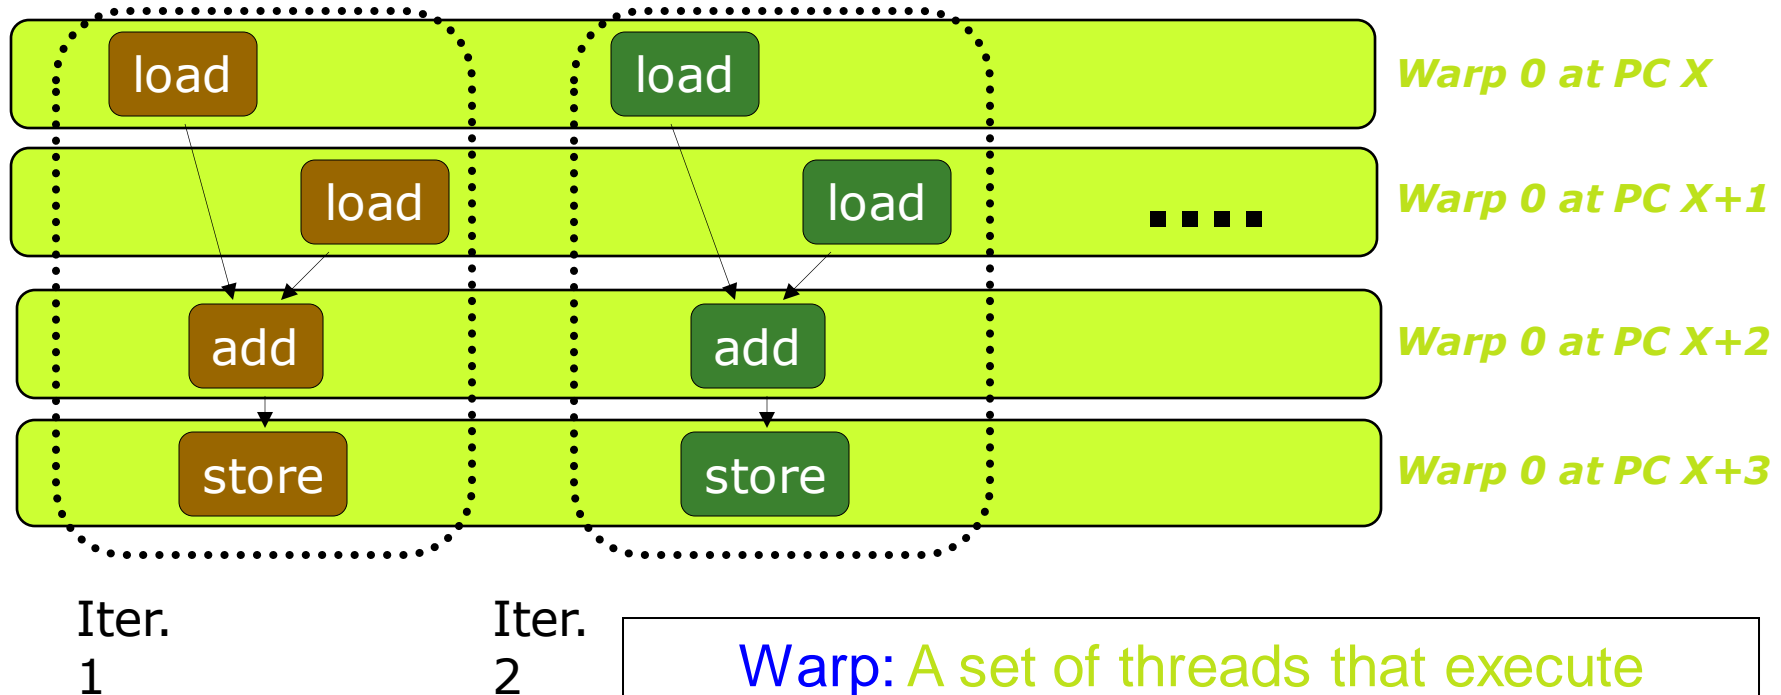 load load Warp 0 at PC X
load load Warp 0 at PC X+1
add add Warp 0 at PC X+2
store store Warp 0 at PC X+3
Iter. Iter.
1 2
Warp: A set of threads that execute